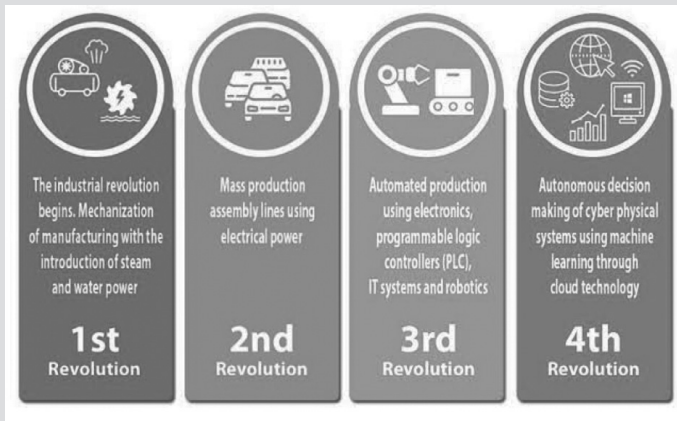 The industrial revolution
begins. Mechanization
of manufacturing with the
introduction of steam
and water power
1st
Revolution
Mass production
assembly lines using
electrical power
2nd
Revolution
Automated production
using electronics,
programmable logic
controllers (PLC),
IT systems and robotics
3rd
Revolution
Autonomous decision
making of cyber physical
systems using machine
learning through
cloud technology
4th
Revolution